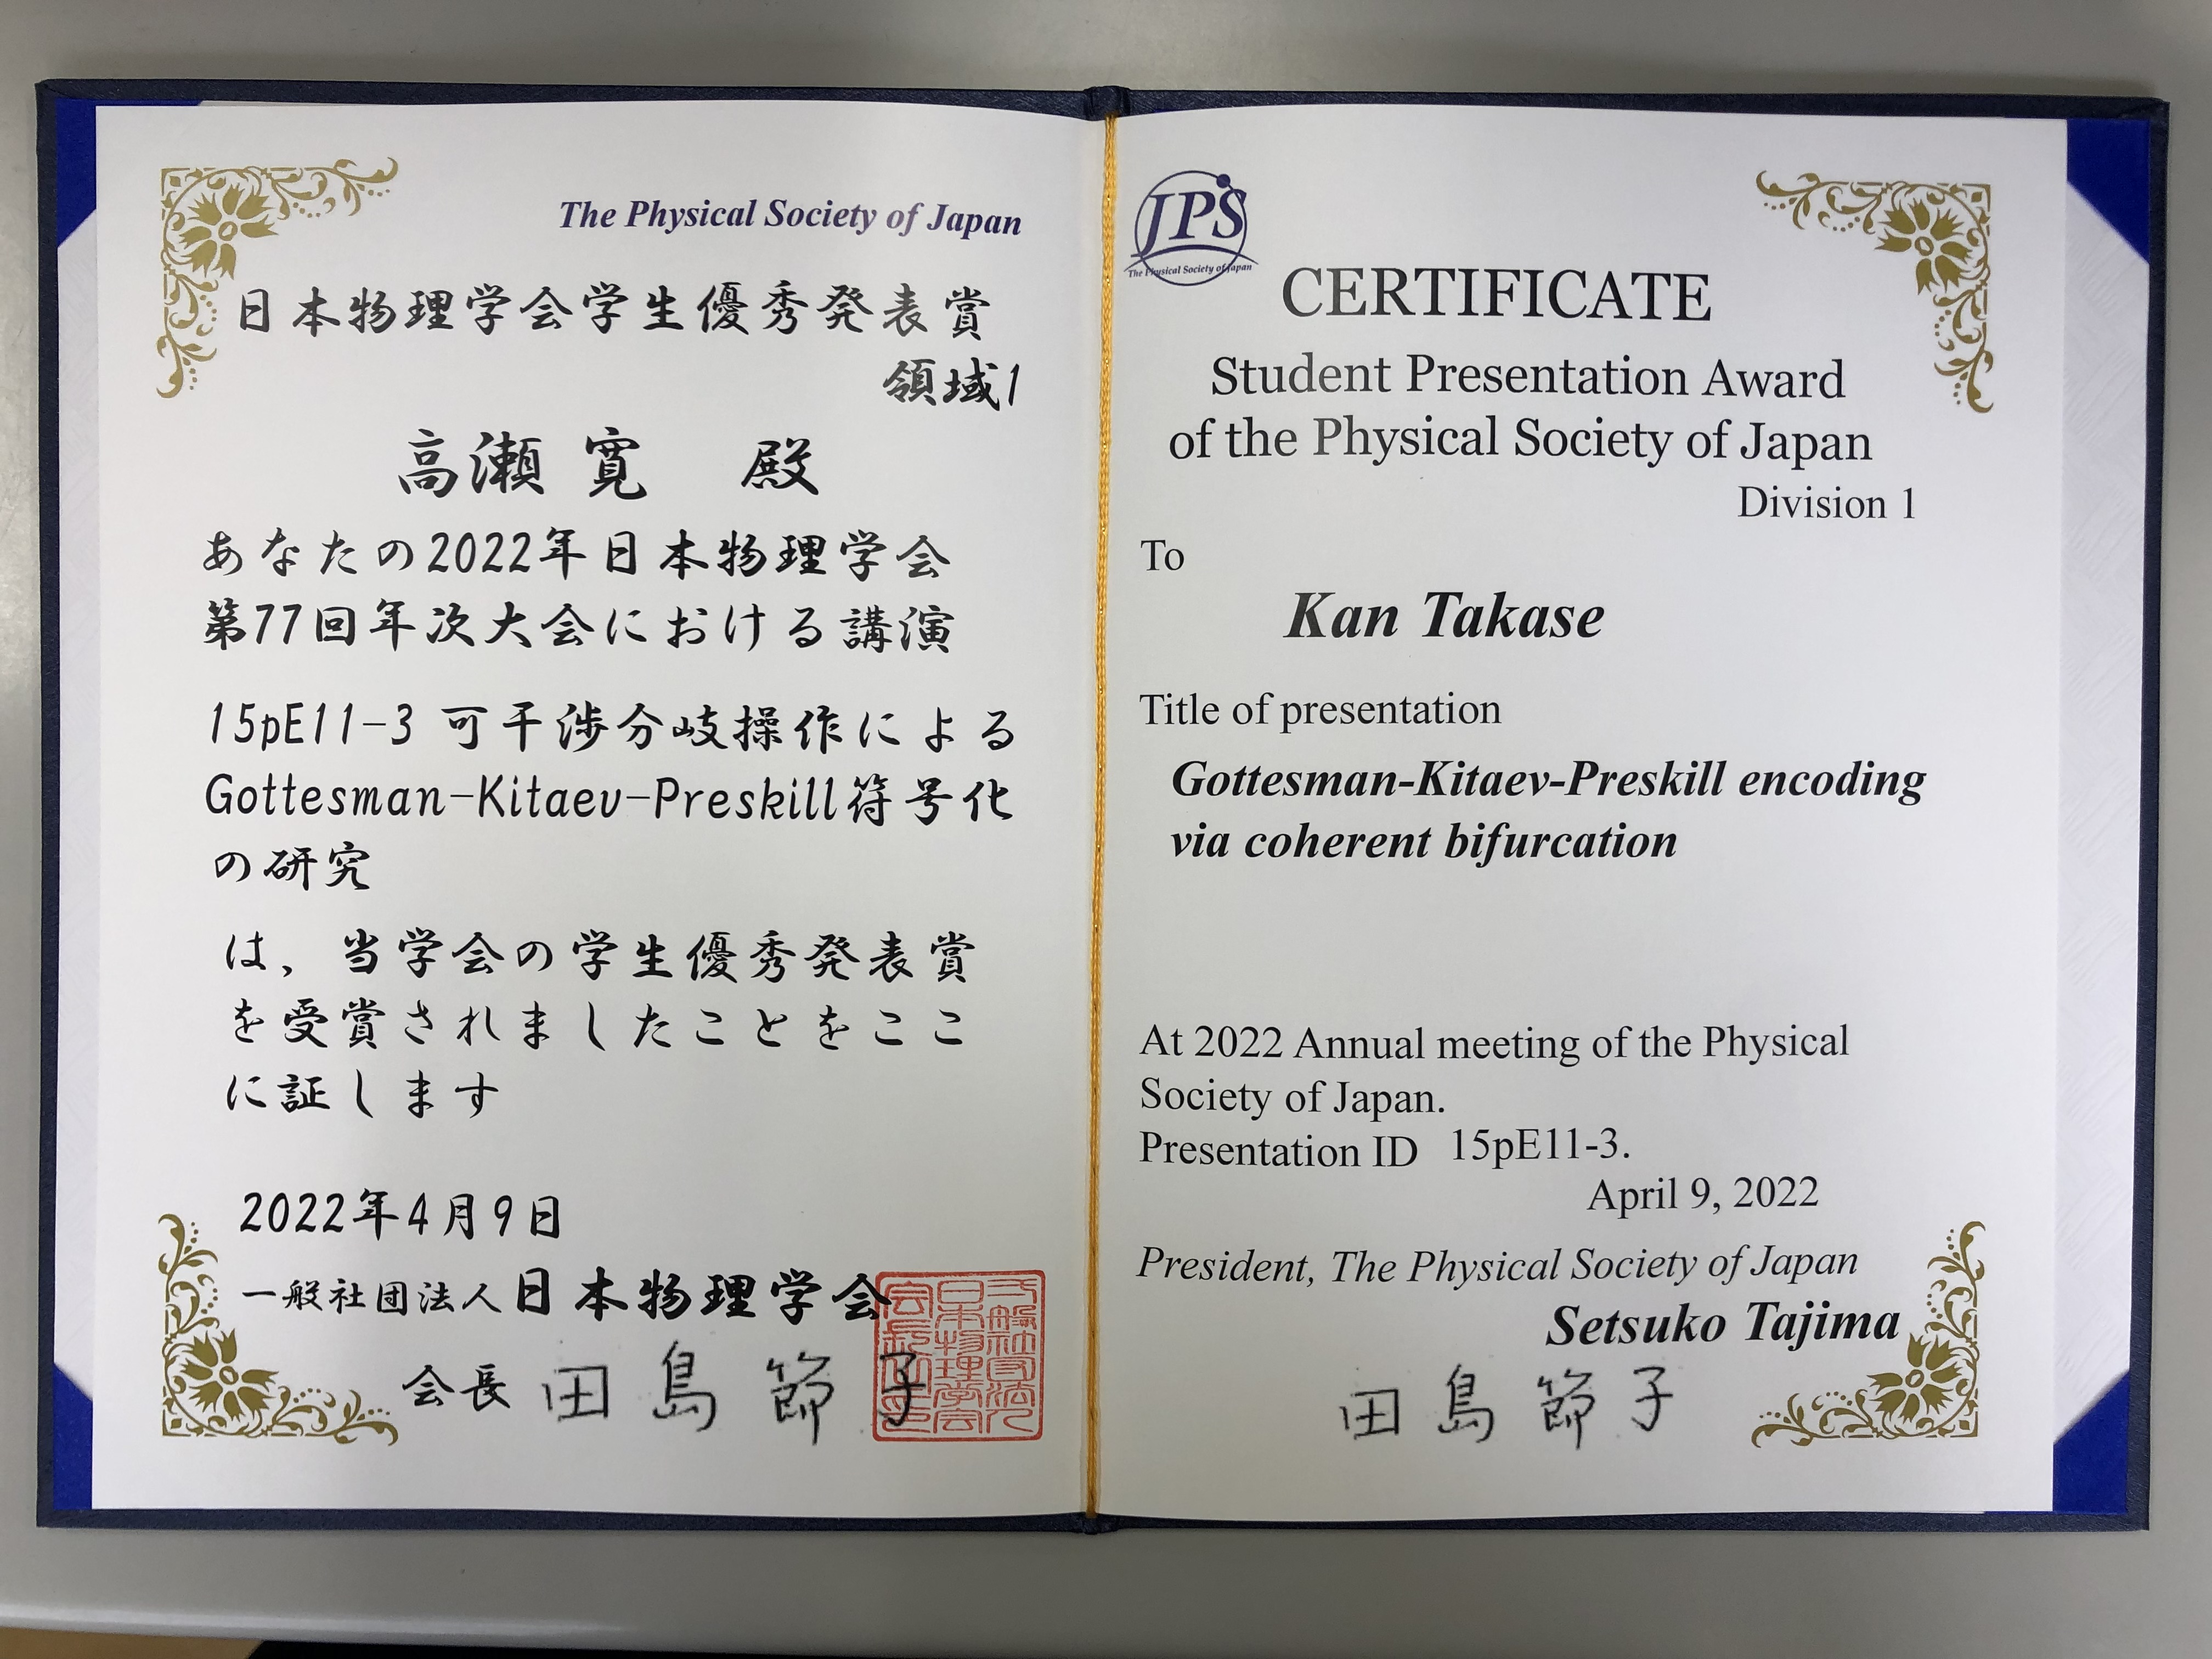 The Physical Society of Japan
日本物理学会学生優秀発表賞
領域1
高瀬 寛 殿
あなたの2022年日本物理学会
第77回年次大会における講演
15pE11-3 可干渉分岐操作による
Gottesman-Kitaev-Preskill符号化
の研究
は，当学会の学生優秀発表賞
を受賞されましたことをここ
に証します
2022年4月9日
一般社団法人日本物理学会
会長 田島節子
JPS
The Physical Society of Japan
CERTIFICATE
Student Presentation Award
of the Physical Society of Japan
Division 1
To
Kan Takase
Title of presentation
Gottesman-Kitaev-Preskill encoding
via coherent bifurcation
At 2022 Annual meeting of the Physical
Society of Japan.
Presentation ID 15pE11-3.
April 9, 2022
President, The Physical Society of Japan
Setsuko Tajima
田島節子